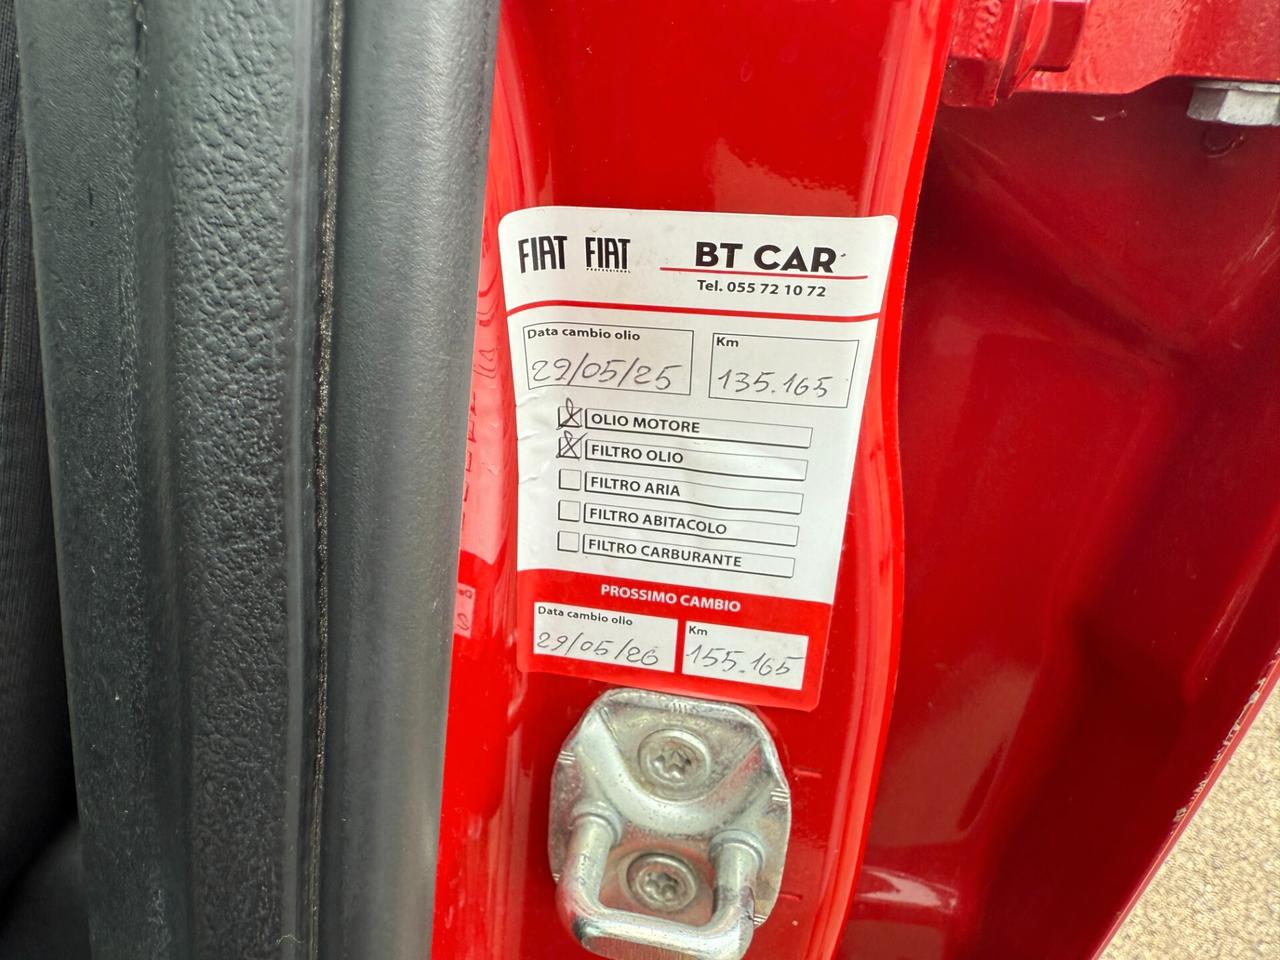 FIAT FIAT BT CAR
PROFESSIONAL
Tel. 055 72 10 72
Data cambio olio Km
29/05/25 135.165
OLIO MOTORE
FILTRO OLIO
FILTRO ARIA
FILTRO ABITACOLO
FILTRO CARBURANTE
PROSSIMO CAMBIO
Data cambio olio Km
29/05/26 155.165